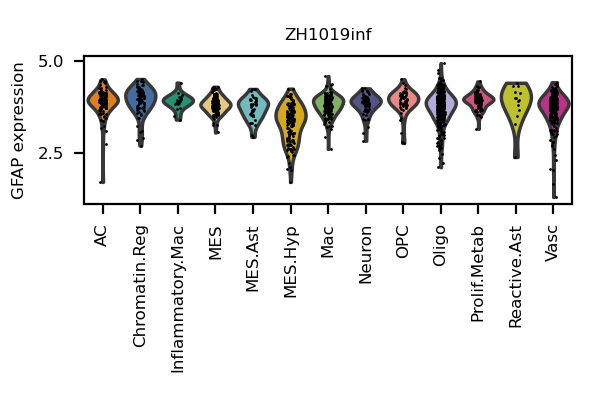 ZH1019inf
GFAP expression
5.0
2.5
AC
Chromatin.Reg
Inflammatory.Mac
MES
MES.Ast
MES.Hyp
Mac
Neuron
OPC
Oligo
Prolif.Metab
Reactive.Ast
Vasc